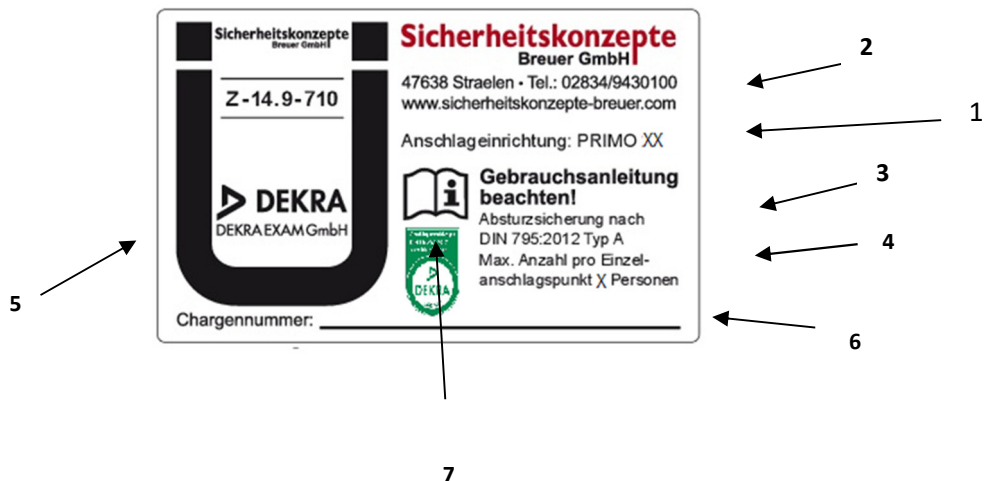 Sicherheitskonzepte
Breuer GmbH
Z-14.9-710
DEKRA
DEKRA EXAM GmbH
Sicherheitskonzepte
Breuer GmbH
47638 Straelen · Tel.: 02834/9430100
www.sicherheitskonzepte-breuer.com
Anschlageinrichtung: PRIMO XX
i
Gebrauchsanleitung
beachten!
Absturzsicherung nach
DIN 795:2012 Typ A
Max. Anzahl pro Einzel-
anschlagspunkt X Personen
DEKRA
Chargennummer:
2
1
3
4
5
6
7